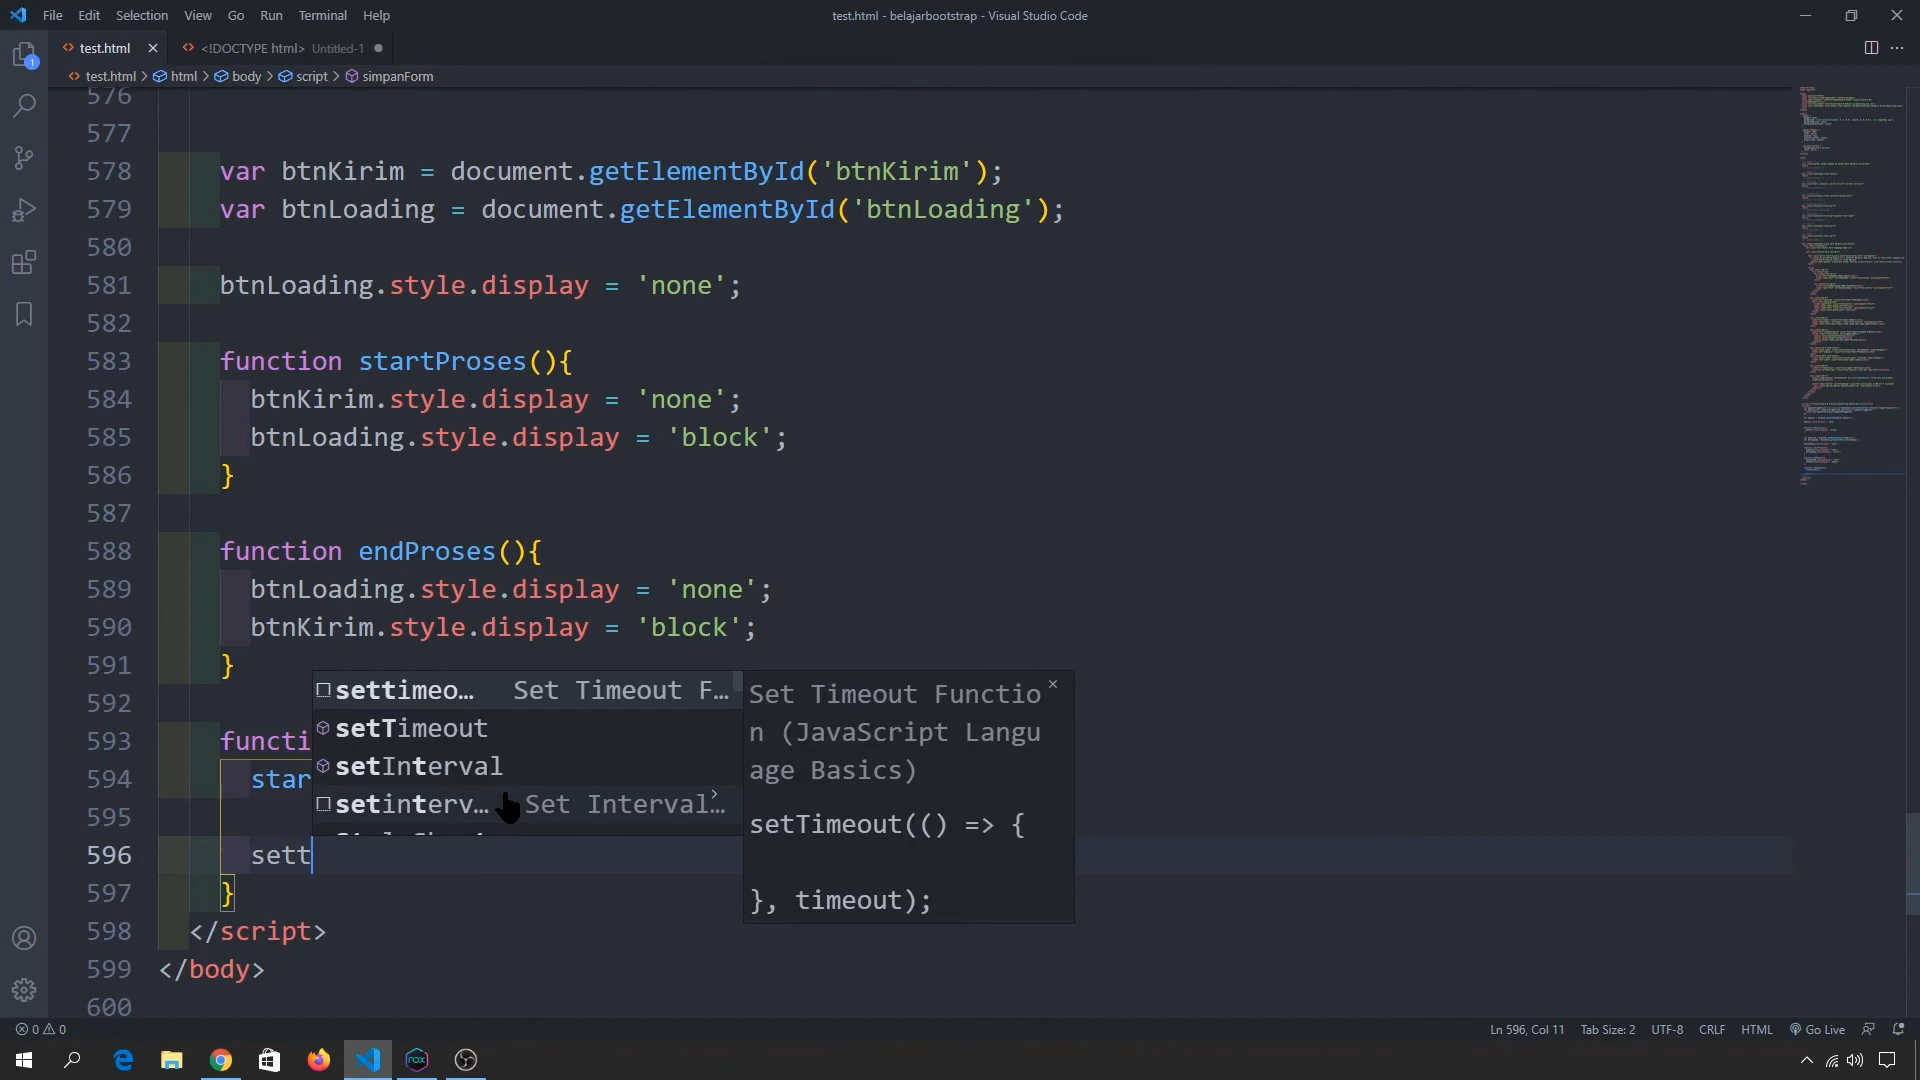 File Edit Selection View Go Run Terminal Help
test.html - belajarbootstrap - Visual Studio Code
test.html
<!DOCTYPE html> Untitled-1
test.html > html > body > script > simpanForm
576
577
578 var btnKirim = document.getElementById('btnKirim');
579 var btnLoading = document.getElementById('btnLoading');
580
581 btnLoading.style.display = 'none';
582
583 function startProses(){
584 btnKirim.style.display = 'none';
585 btnLoading.style.display = 'block';
586 }
587
588 function endProses(){
589 btnLoading.style.display = 'none';
590 btnKirim.style.display = 'block';
591 }
592
593 functi
594 star
595
596 sett
597 }
598 </script>
599 </body>
600
settimeo… Set Timeout F…
setTimeout
setInterval
setinterv… Set Interval…
Set Timeout Functio
n (JavaScript Langu
age Basics)
setTimeout(() => {
}, timeout);
1
0 0
Ln 596, Col 11 Tab Size: 2 UTF-8 CRLF HTML Go Live
nox